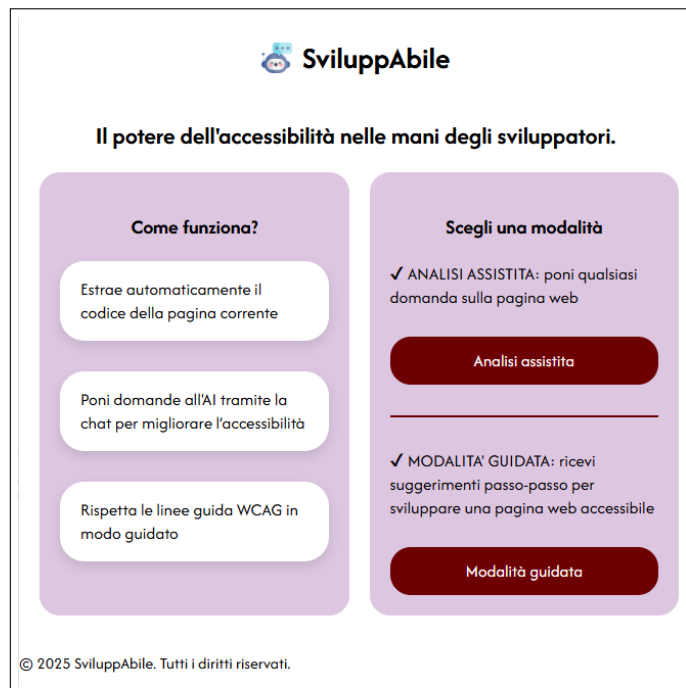 SviluppAbile
Il potere dell'accessibilità nelle mani degli sviluppatori.
Come funziona?
Estrae automaticamente il
codice della pagina corrente
Poni domande all'AI tramite la
chat per migliorare l'accessibilità
Rispetta le linee guida WCAG in
modo guidato
Scegli una modalità
✓ ANALISI ASSISTITA: poni qualsiasi
domanda sulla pagina web
Analisi assistita
✓ MODALITA' GUIDATA: ricevi
suggerimenti passo-passo per
sviluppare una pagina web accessibile
Modalità guidata
© 2025 SviluppAbile. Tutti i diritti riservati.